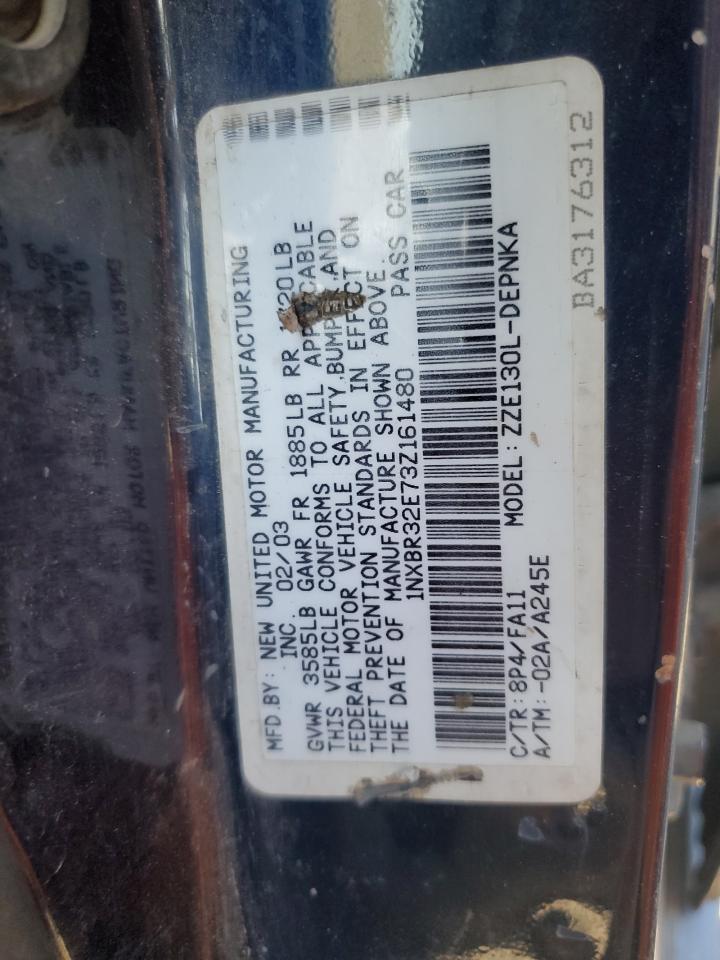 MFD.BY: NEW UNITED MOTOR MANUFACTURING
INC. 02/03
GVWR 3585LB GAWR FR 1885LB RR 20LB
THIS VEHICLE CONFORMS TO ALL APPLICABLE
FEDERAL MOTOR VEHICLE SAFETY, BUMPER, AND
THEFT PREVENTION STANDARDS IN EFFECT ON
THE DATE OF MANUFACTURE SHOWN ABOVE.
1NXBR32E73Z161480 PASS CAR
C/TR: 8P4/FA11 MODEL: ZZE130L-DEPNKA
A/TM: -02A/A245E
BA3176312